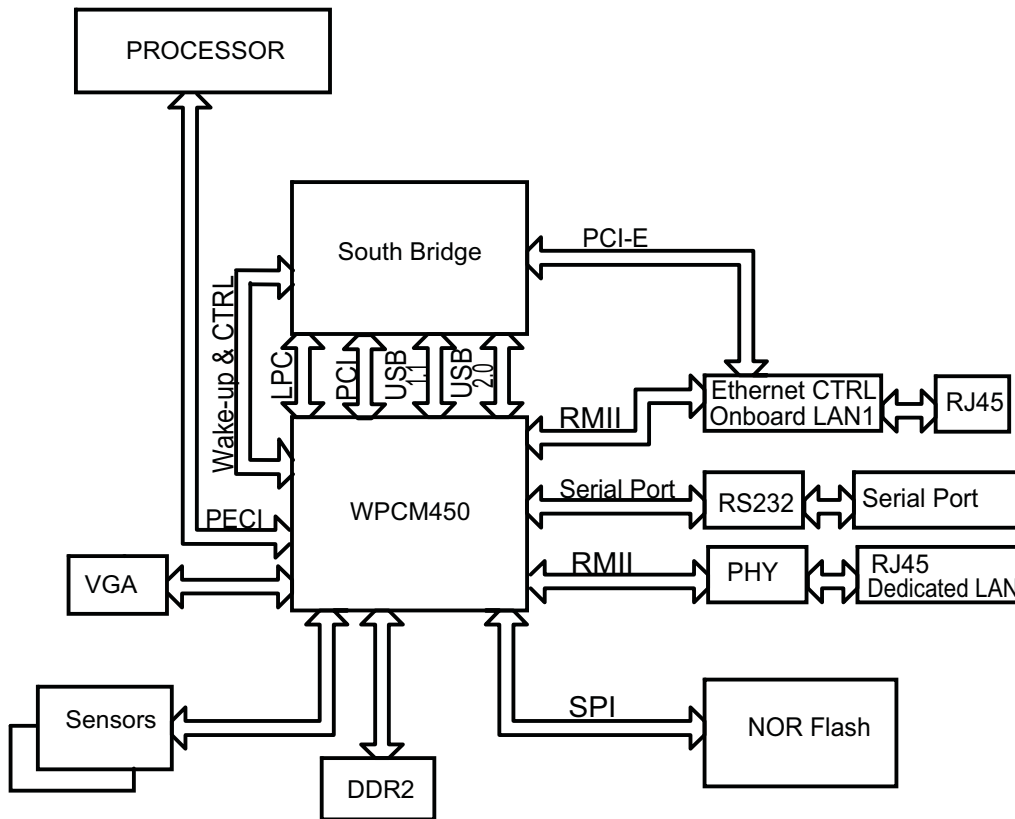 PROCESSOR
South Bridge
PCI-E
Wake-up & CTRL
LPC
PCI
USB
1.1
USB
2.0
Ethernet CTRL
Onboard LAN1
RJ45
RMII
WPCM450
Serial Port
RS232
Serial Port
PECI
RMII
PHY
RJ45
Dedicated LAN
VGA
Sensors
SPI
NOR Flash
DDR2